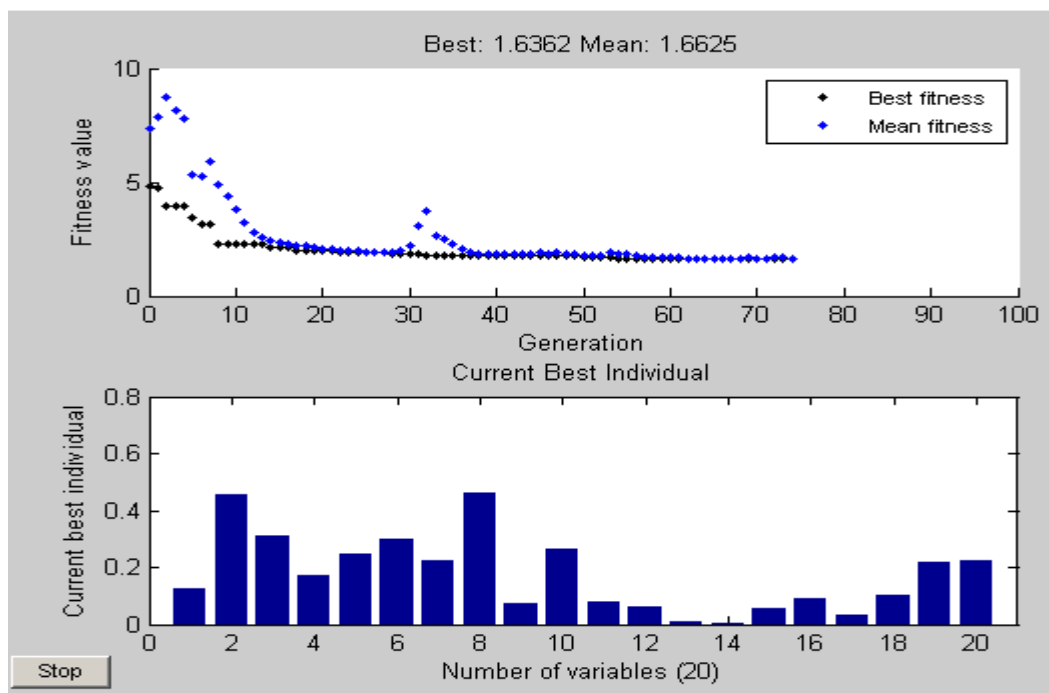 Best: 1.6362 Mean: 1.6625
10
5
0
Fitness value
Best fitness
Mean fitness
0 10 20 30 40 50 60 70 80 90 100
Generation
Current Best Individual
0.8
0.6
0.4
0.2
0
Current best individual
0 2 4 6 8 10 12 14 16 18 20
Number of variables (20)
Stop